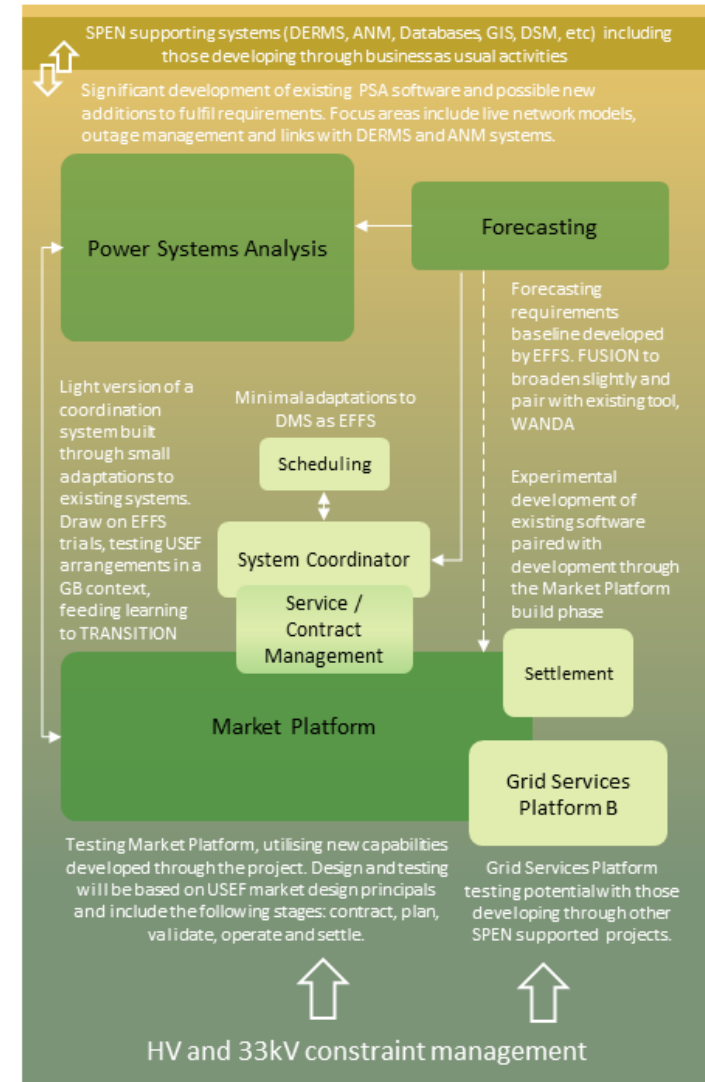 SPEN supporting systems (DERMS, ANM, Databases, GIS, DSM, etc) including
those developing through business as usual activities
Significant development of existing PSA software and possible new
additions to fulfil requirements. Focus areas include live network models,
outage management and links with DERMS and ANM systems.
Power Systems Analysis
Forecasting
Forecasting
requirements
baseline developed
by EFFS. FUSION to
broaden slightly and
pair with existing tool,
WANDA
Light version of a
coordination
system built
through small
adaptations to
existing systems.
Draw on EFFS
trials, testing USEF
arrangements in a
GB context,
feeding learning
to TRANSITION
Minimal adaptations to
DMS as EFFS
Scheduling
System Coordinator
Service /
Contract
Management
Experimental
development of
existing software
paired with
development through
the Market Platform
build phase
Settlement
Market Platform
Grid Services
Platform B
Testing Market Platform, utilising new capabilities
developed through the project. Design and testing
will be based on USEF market design principals
and include the following stages: contract, plan,
validate, operate and settle.
Grid Services Platform
testing potential with those
developing through other
SPEN supported projects.
HV and 33kV constraint management